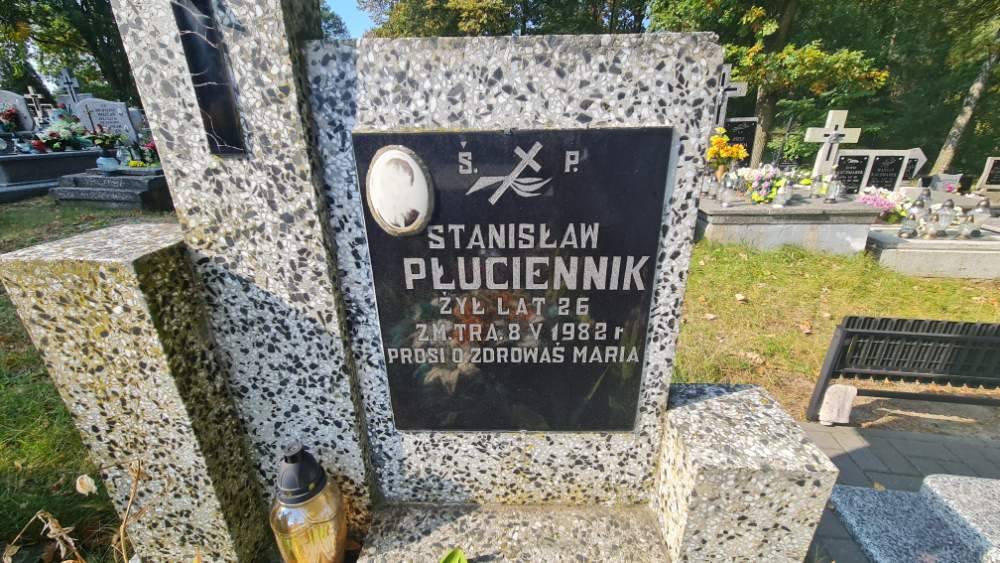 Ś. P.
STANISŁAW
PŁUCIENNIK
ŻYŁ LAT 26
ZM.TRA.8 V 1982 r
PROSI O ZDROWAŚ MARIA